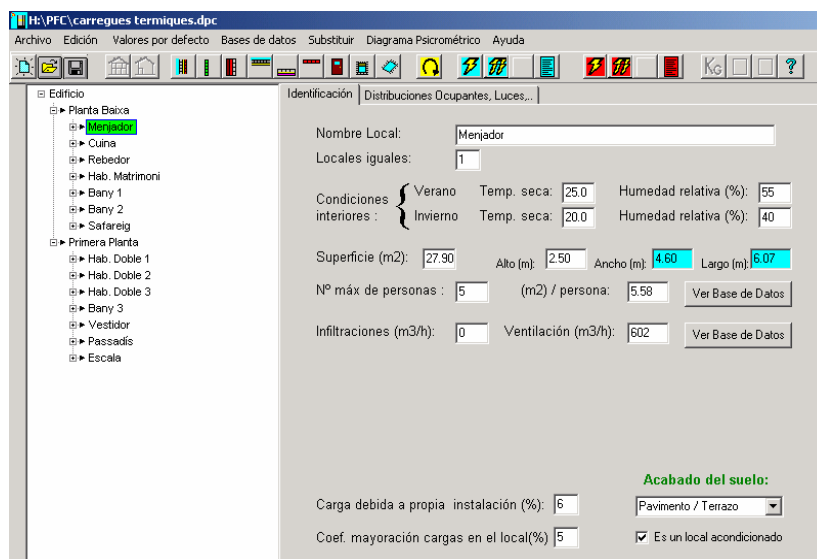 H:\PFC\carregues termiques.dpc
Archivo Edición Valores por defecto Bases de datos Substituir Diagrama Psicrométrico Ayuda
KG ?
Edificio
Planta Baixa
Menjador
Cuina
Rebedor
Hab. Matrimoni
Bany 1
Bany 2
Safareig
Primera Planta
Hab. Doble 1
Hab. Doble 2
Hab. Doble 3
Bany 3
Vestidor
Passadís
Escala
Identificación Distribuciones Ocupantes, Luces,..
Nombre Local: Menjador
Locales iguales: 1
Condiciones interiores :
Verano Temp. seca: 25.0 Humedad relativa (%): 55
Invierno Temp. seca: 20.0 Humedad relativa (%): 40
Superficie (m2): 27.90 Alto (m): 2.50 Ancho (m): 4.60 Largo (m): 6.07
Nº máx de personas : 5 (m2) / persona: 5.58 Ver Base de Datos
Infiltraciones (m3/h): 0 Ventilación (m3/h): 602 Ver Base de Datos
Acabado del suelo:
Carga debida a propia instalación (%): 6 Pavimento / Terrazo
Coef. mayoración cargas en el local(%) 5 Es un local acondicionado